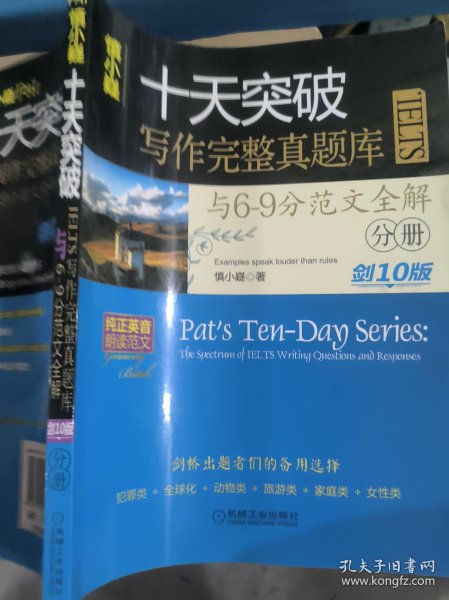 慎小嶷
十天突破
IELTS
写作完整真题库
与6-9分范文全解
分册
Examples speak louder than rules
慎小嶷◎著
剑10版
纯正英音
朗读范文
Pat's Ten-Day Series:
The Spectrum of IELTS Writing Questions and Responses
剑桥出题者们的备用选择
犯罪类 + 全球化 + 动物类 + 旅游类 + 家庭类 + 女性类
机械工业出版社
CHINA MACHINE PRESS
慎小嶷
十天突破
IELTS写作完整真题库
与6-9分范文全解
剑10版
分册
天突
孔夫子旧书网
www.kongfz.com